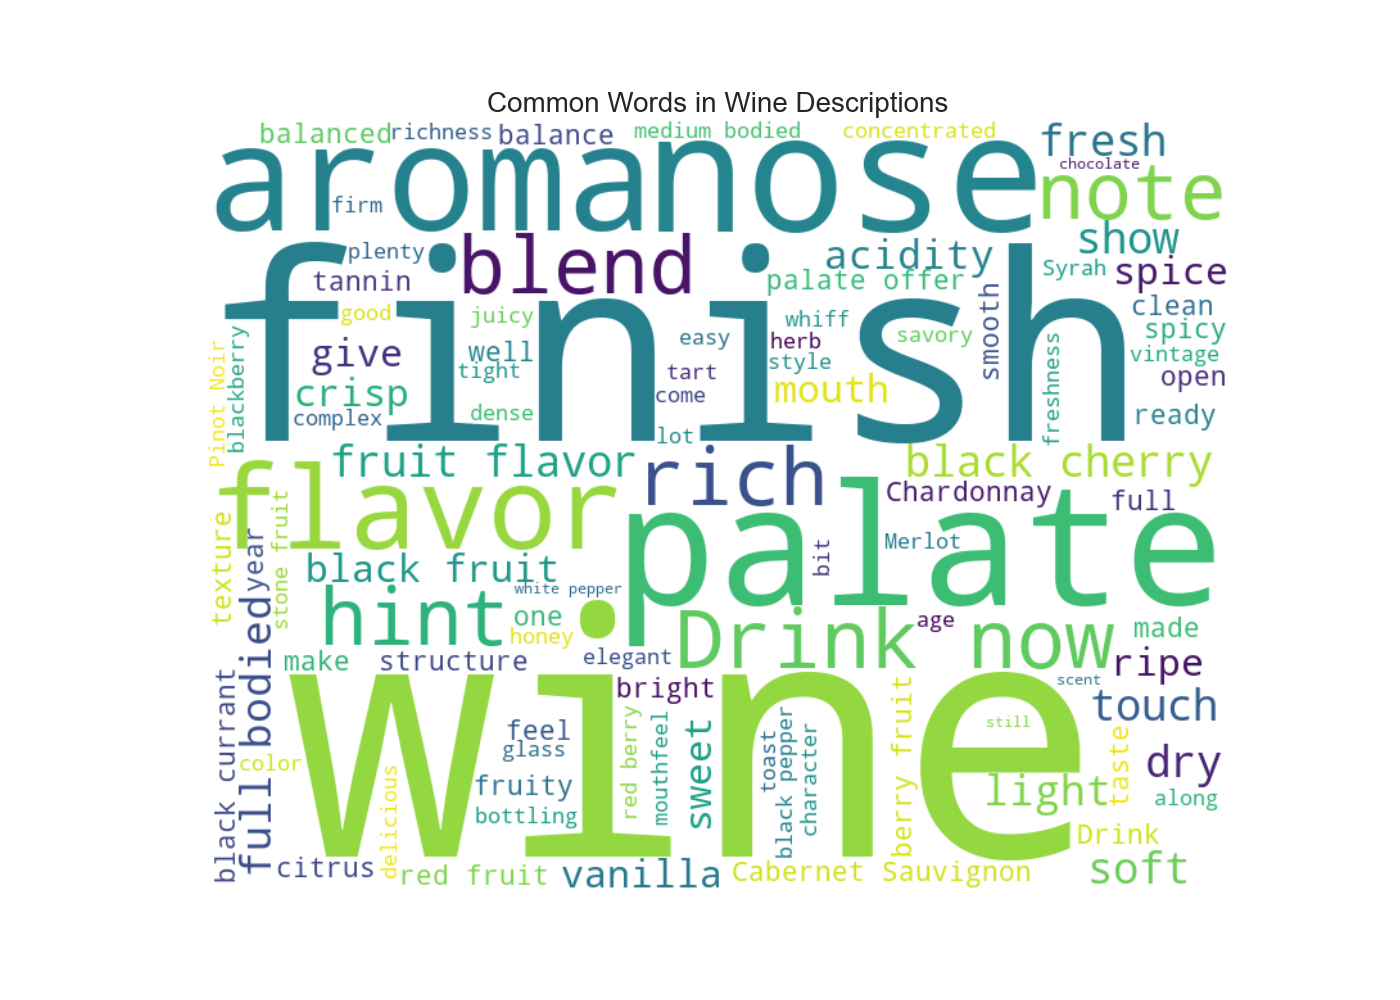 Common Words in Wine Descriptions
balanced
richness
balance
medium bodied
concentrated
fresh
chocolate
aroma
nose
note
firm
show
plenty
blend
acidity
tannin
palate offer
Syrah
spice
finish
good
juicy
whiff
smooth
clean
spicy
easy
herb
savory
give
well
style
vintage
tight
tart
open
crisp
come
mouth
complex
dense
lot
freshness
ready
Pinot Noir
blackberry
fruit flavor
rich
black cherry
flavor
Chardonnay
full
palate
texture
year
stone fruit
black fruit
bit
Merlot
white pepper
hint
one
honey
Drink now
age
made
make
structure
elegant
ripe
bright
scent
wine
black currant
full bodied
touch
feel
glass
color
fruity
bottling
delicious
red berry
mouthfeel
sweet
toast
black pepper
character
berry fruit
still
taste
dry
light
along
Drink
citrus
red fruit
vanilla
Cabernet Sauvignon
soft